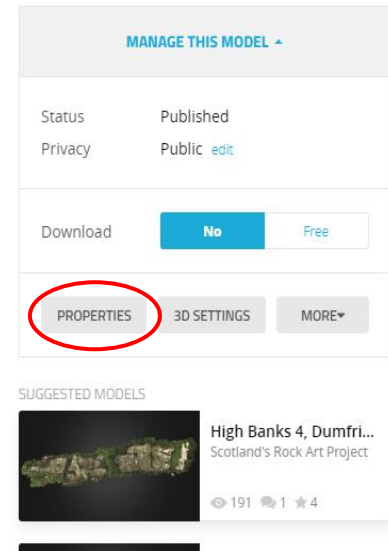 MANAGE THIS MODEL
Status Published
Privacy Public edit
Download No Free
PROPERTIES 3D SETTINGS MORE
SUGGESTED MODELS
High Banks 4, Dumfri...
Scotland's Rock Art Project
191 1 4